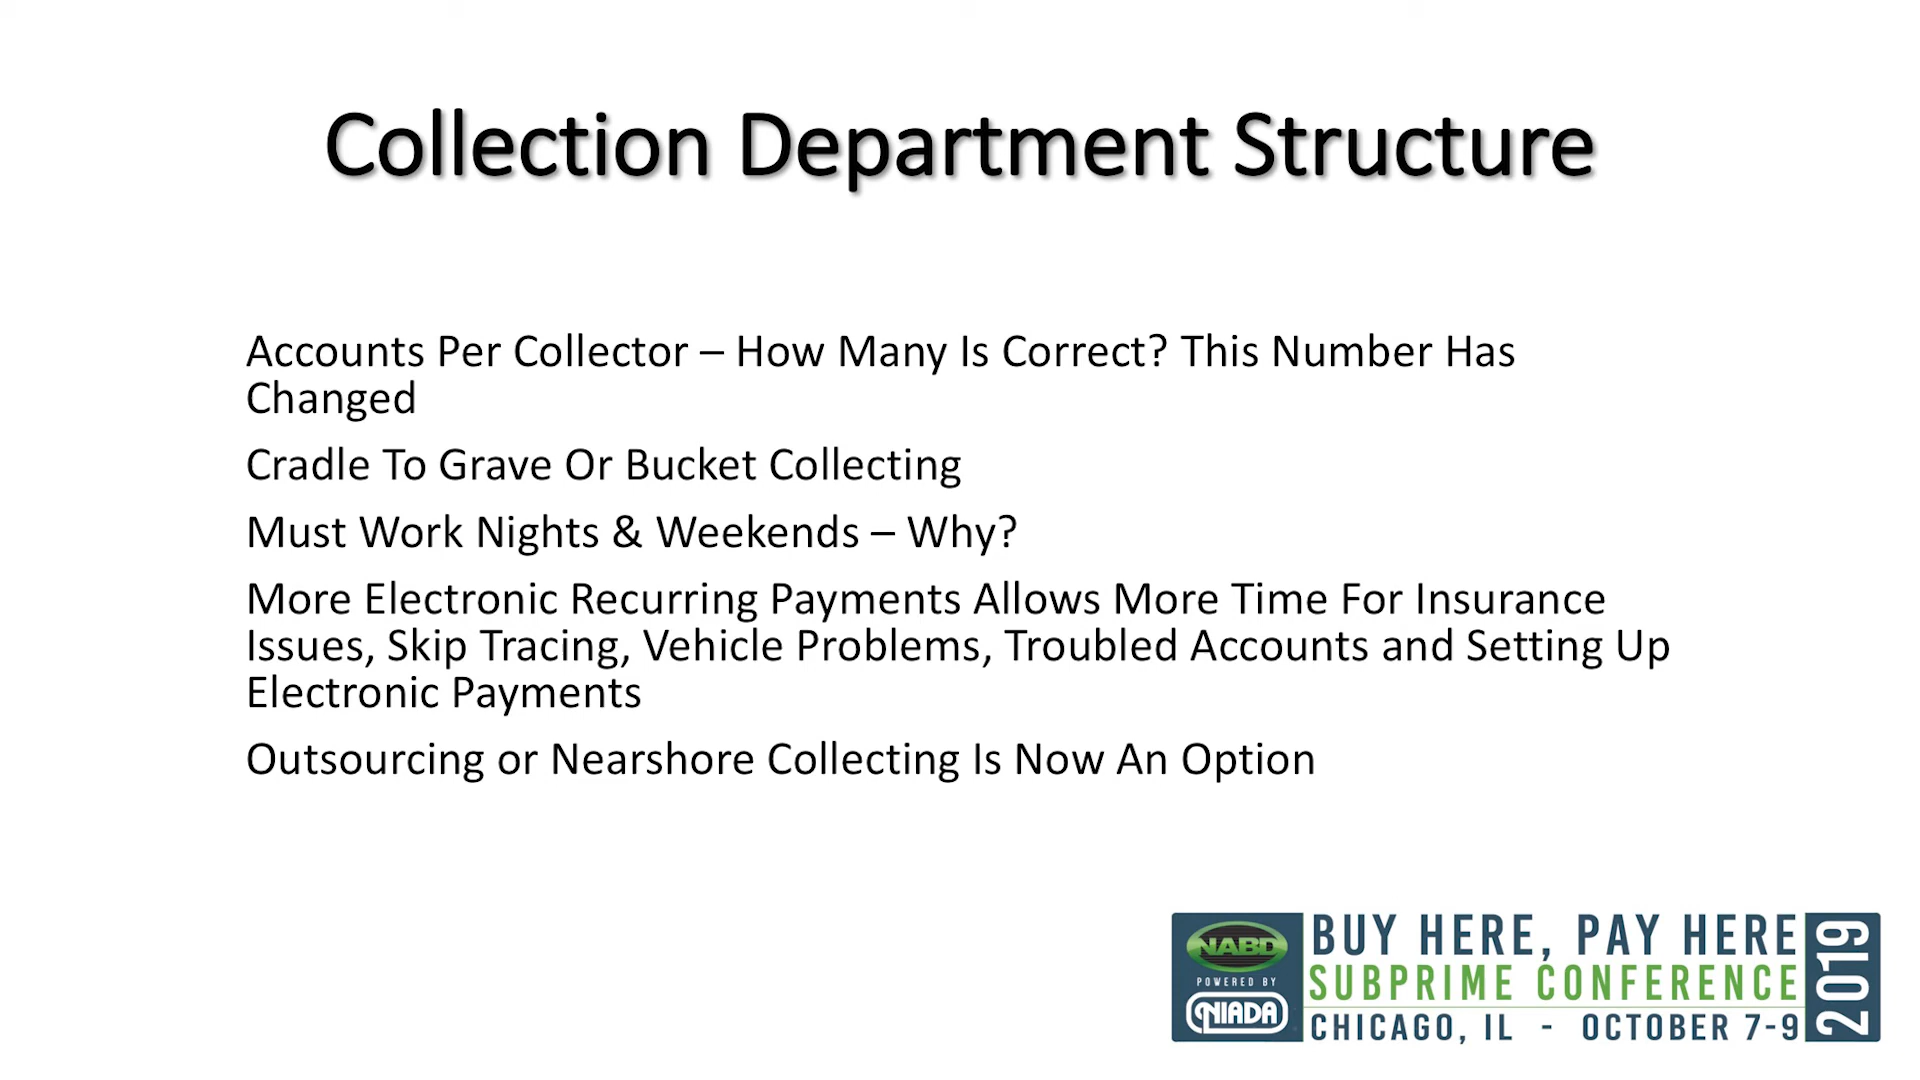 Collection Department Structure
Accounts Per Collector – How Many Is Correct? This Number Has
Changed
Cradle To Grave Or Bucket Collecting
Must Work Nights & Weekends – Why?
More Electronic Recurring Payments Allows More Time For Insurance
Issues, Skip Tracing, Vehicle Problems, Troubled Accounts and Setting Up
Electronic Payments
Outsourcing or Nearshore Collecting Is Now An Option
NABD
POWERED BY
NIADA
BUY HERE, PAY HERE
SUBPRIME CONFERENCE
CHICAGO, IL - OCTOBER 7-9
2019